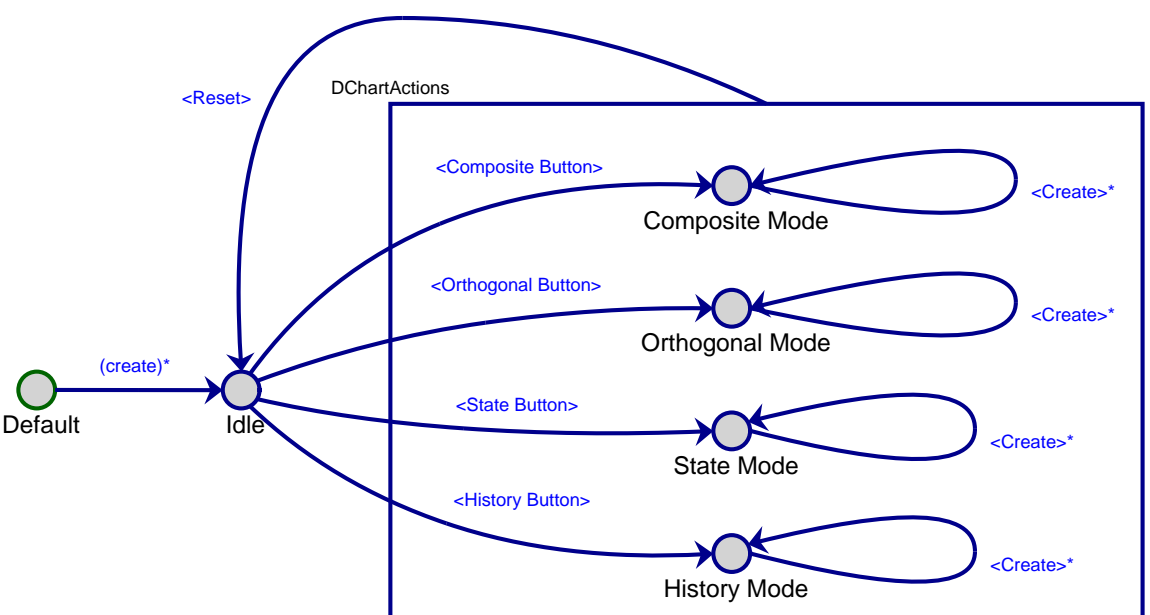 DChartActions
<Reset>
<Composite Button>
<Create>*
Composite Mode
<Orthogonal Button>
<Create>*
Orthogonal Mode
(create)*
Default
Idle
<State Button>
<Create>*
State Mode
<History Button>
<Create>*
History Mode